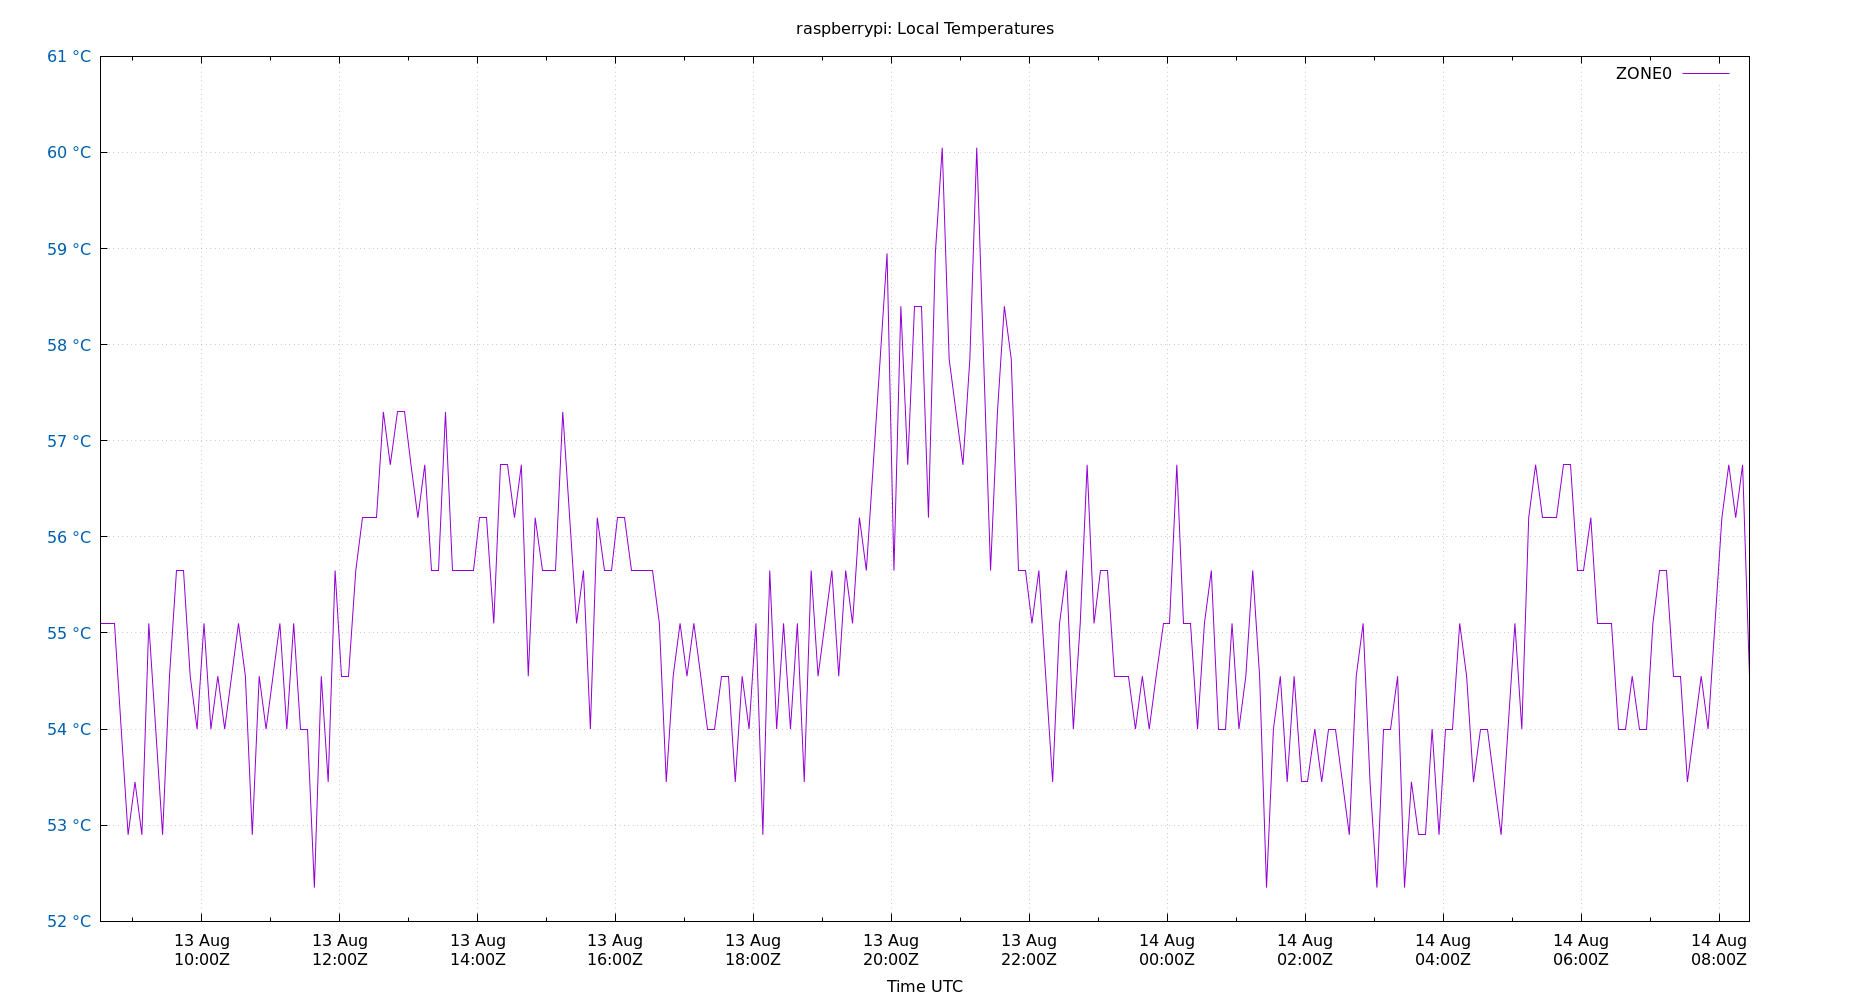 raspberrypi: Local Temperatures
61 °C
ZONE0
60 °C
59 °C
58 °C
57 °C
56 °C
55 °C
54 °C
53 °C
52 °C
13 Aug 13 Aug 13 Aug 13 Aug 13 Aug 13 Aug 13 Aug 14 Aug 14 Aug 14 Aug 14 Aug 14 Aug
10:00Z 12:00Z 14:00Z 16:00Z 18:00Z 20:00Z 22:00Z 00:00Z 02:00Z 04:00Z 06:00Z 08:00Z
Time UTC